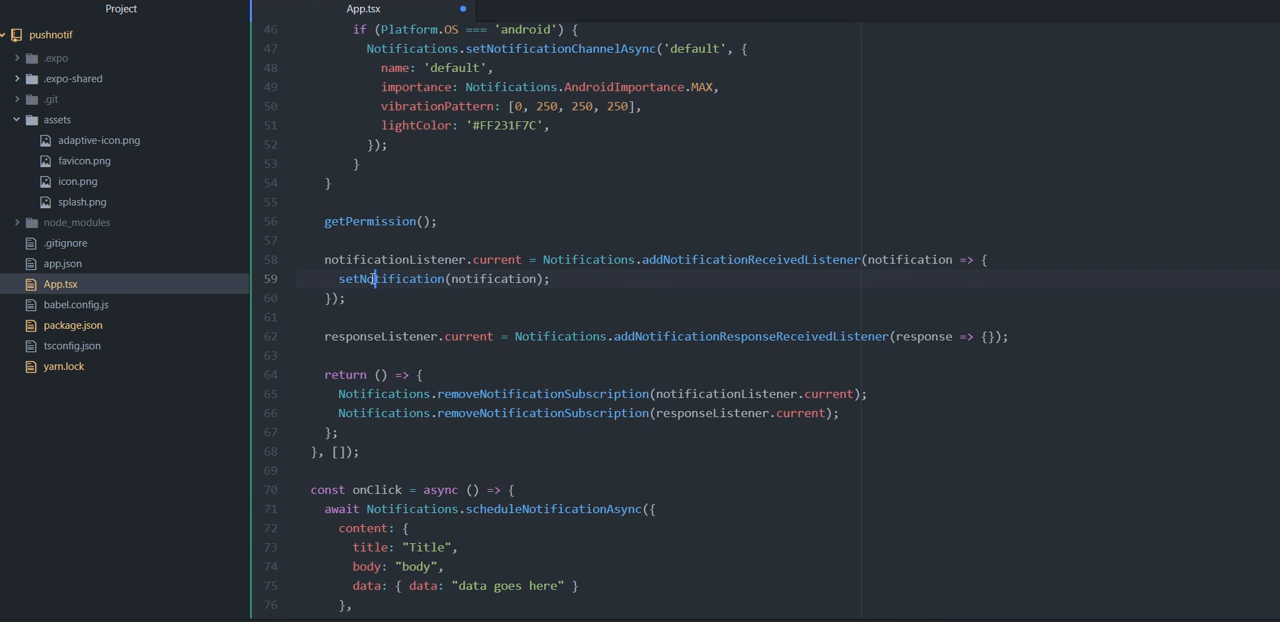 Project
App.tsx
pushnotif
.expo
.expo-shared
.git
assets
adaptive-icon.png
favicon.png
icon.png
splash.png
node_modules
.gitignore
app.json
App.tsx
babel.config.js
package.json
tsconfig.json
yarn.lock
46 if (Platform.OS === 'android') {
47 Notifications.setNotificationChannelAsync('default', {
48 name: 'default',
49 importance: Notifications.AndroidImportance.MAX,
50 vibrationPattern: [0, 250, 250, 250],
51 lightColor: '#FF231F7C',
52 });
53 }
54 }
55
56 getPermission();
57
58 notificationListener.current = Notifications.addNotificationReceivedListener(notification => {
59 setNotification(notification);
60 });
61
62 responseListener.current = Notifications.addNotificationResponseReceivedListener(response => {});
63
64 return () => {
65 Notifications.removeNotificationSubscription(notificationListener.current);
66 Notifications.removeNotificationSubscription(responseListener.current);
67 };
68 }, []);
69
70 const onClick = async () => {
71 await Notifications.scheduleNotificationAsync({
72 content: {
73 title: "Title",
74 body: "body",
75 data: { data: "data goes here" }
76 },